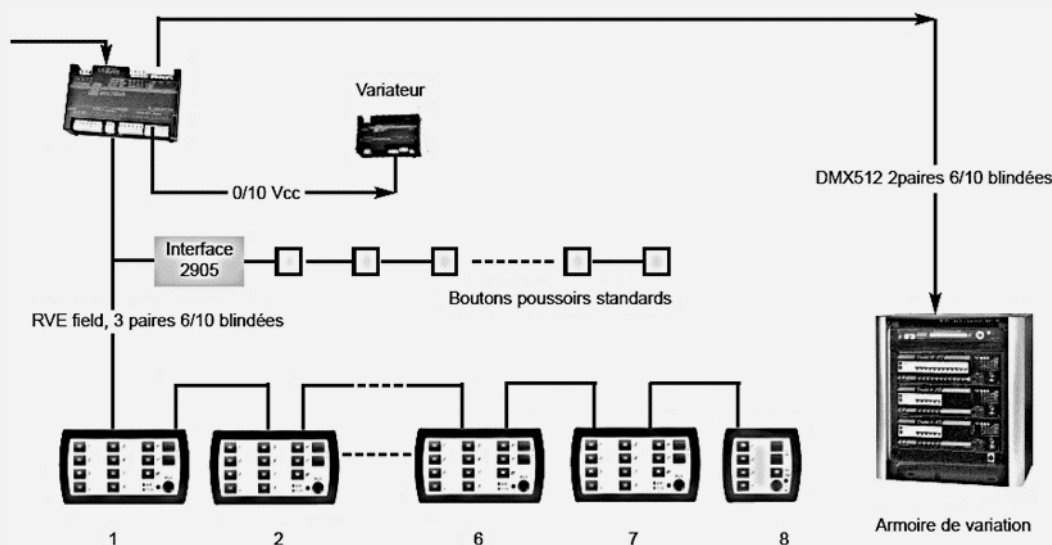 Variateur
0/10 Vcc
DMX512 2paires 6/10 blindées
Interface
2905
Boutons poussoirs standards
RVE field, 3 paires 6/10 blindées
1
2
6
7
8
Armoire de variation